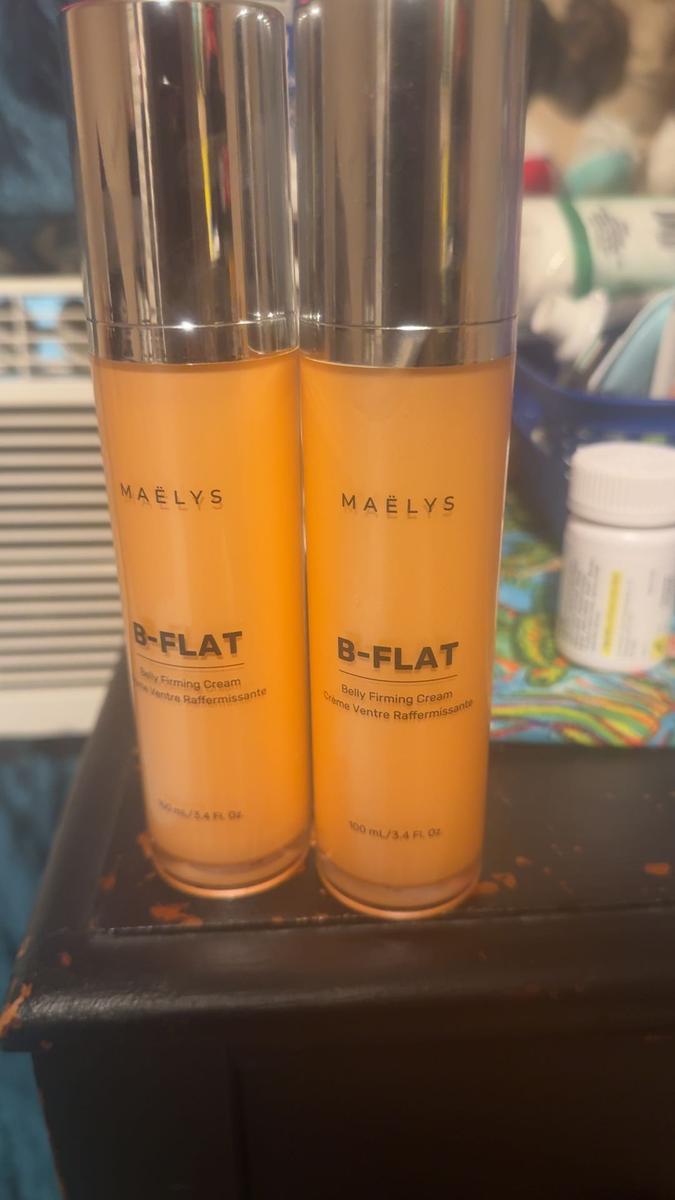 MAËLYS
B-FLAT
Belly Firming Cream
Ventre Raffermissante
100 mL/3.4 Fl. Oz.
MAËLYS
B-FLAT
Belly Firming Cream
Crème Ventre Raffermissante
100 mL/3.4 Fl. Oz.